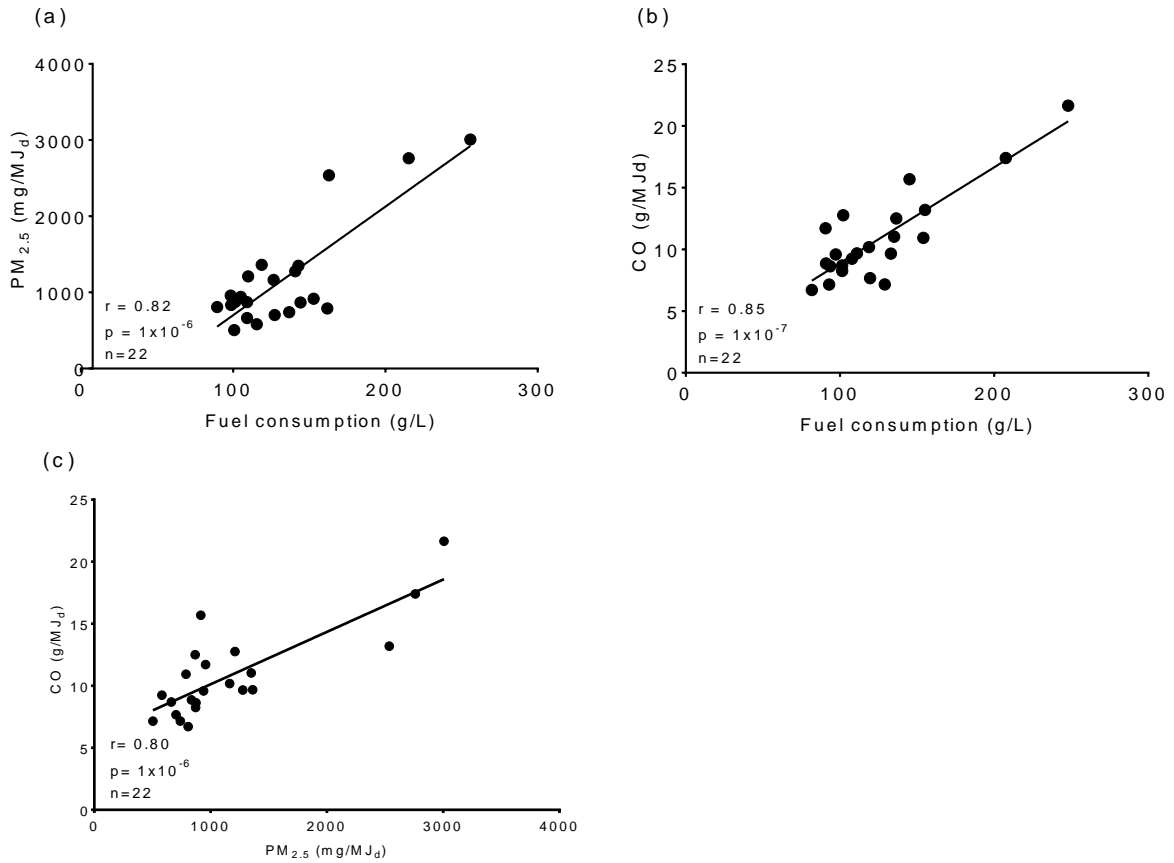 (a)
4000
3000
2000
1000
0
PM2.5 (mg/MJd)
r = 0.82
p = 1x10-6
n=22
100
200
300
Fuel consumption (g/L)
(b)
25
20
15
10
5
0
CO (g/MJd)
r = 0.85
p = 1x10-7
n=22
0
100
200
300
Fuel consumption (g/L)
(c)
25
20
15
10
5
0
CO (g/MJd)
r= 0.80
p= 1x10-6
n=22
0
1000
2000
3000
4000
PM2.5 (mg/MJd)